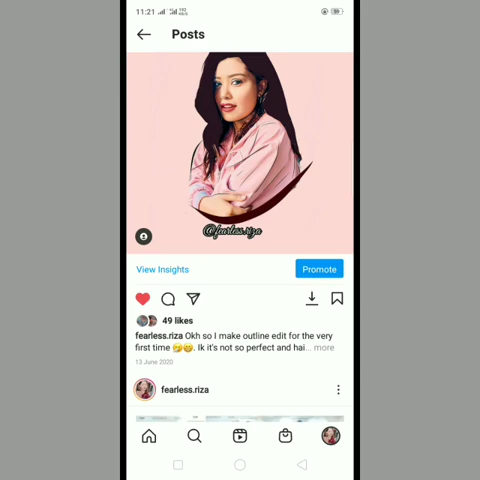 11:21
Posts
@fearless.riza
View Insights
Promote
49 likes
fearless.riza Okh so I make outline edit for the very
first time 🤭😋. Ik it's not so perfect and hai... more
13 June 2020
fearless.riza